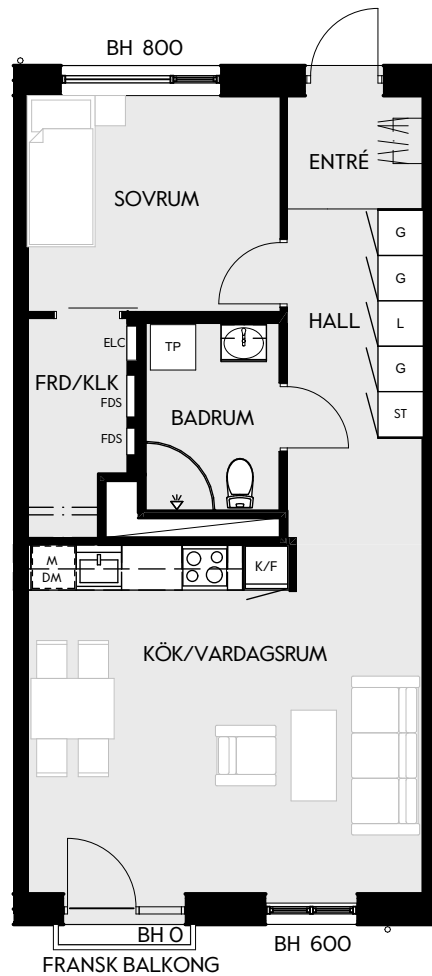 BH 800
ENTRÉ
SOVRUM
G
G
HALL
L
ELC
TP
G
FRD/KLK
FDS
BADRUM
ST
FDS
M
DM
K/F
KÖK/VARDAGSRUM
BH 0
BH 600
FRANSK BALKONG